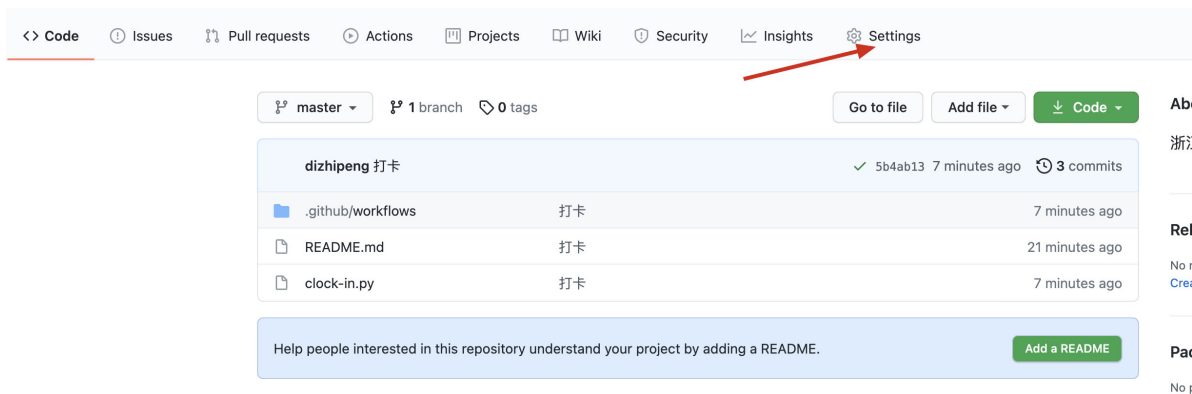 <> Code Issues Pull requests Actions Projects Wiki Security Insights Settings
master 1 branch 0 tags Go to file Add file Code
dizhipeng 打卡 5b4ab13 7 minutes ago 3 commits
.github/workflows 打卡 7 minutes ago
README.md 打卡 21 minutes ago
clock-in.py 打卡 7 minutes ago
Help people interested in this repository understand your project by adding a README. Add a README
No